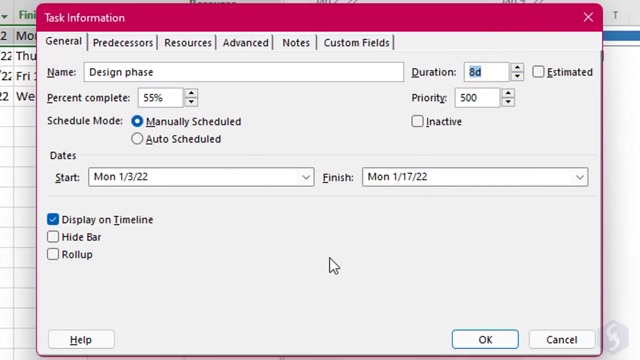 Fini
Task Information
2 Mo
/22 Thu
/22 Fri 1
2 We
General Predecessors Resources Advanced Notes Custom Fields
Name: Design phase Duration: 8d Estimated
Percent complete: 55% Priority: 500
Schedule Mode: Manually Scheduled Inactive
Auto Scheduled
Dates
Start: Mon 1/3/22 Finish: Mon 1/17/22
Display on Timeline
Hide Bar
Rollup
Help OK Cancel